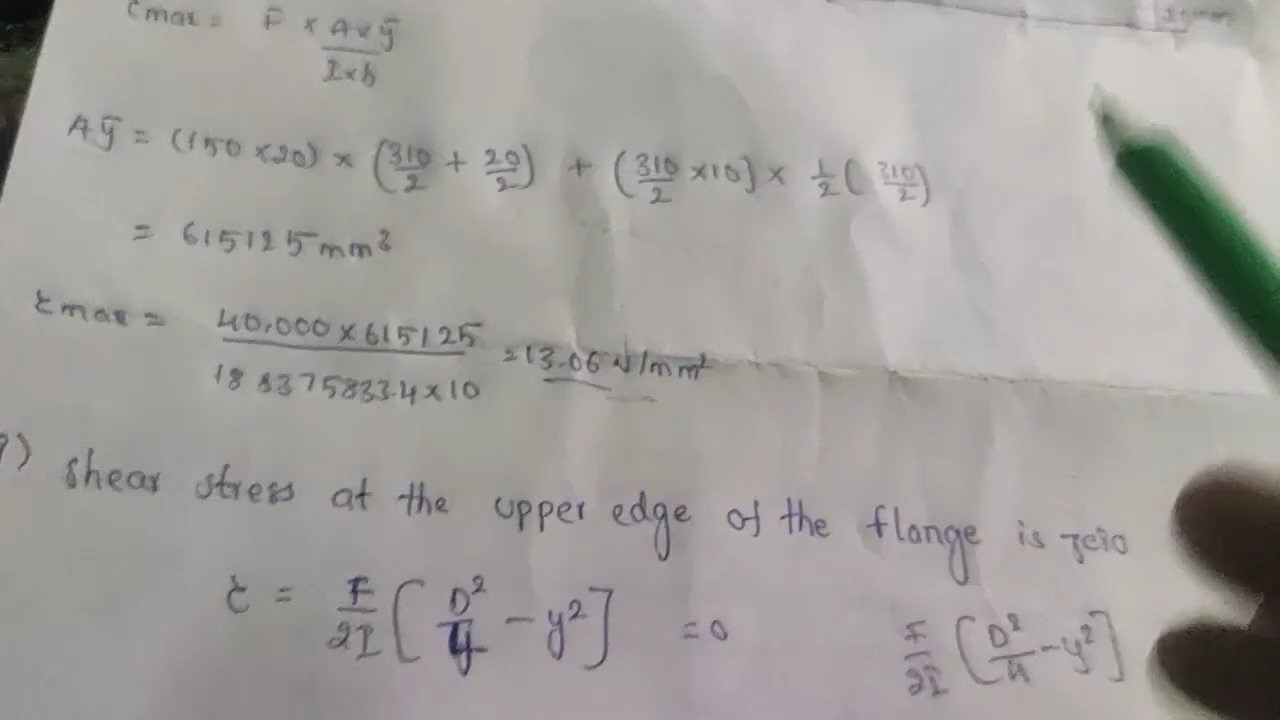 τmax = F × A×ȳ / I×b
Aȳ = (150 × 20) × (310/2 + 20/2) + (310/2 × 10] × 1/2 (310/2)
= 615125 mm³
τmax = 40,000 × 615125 / 188375833.4 × 10 = 13.06 N/mm²
) shear stress at the upper edge of the flange is zero
τ = F/2I [D²/4 - y²] = 0 F/2I [D²/4 - y²]